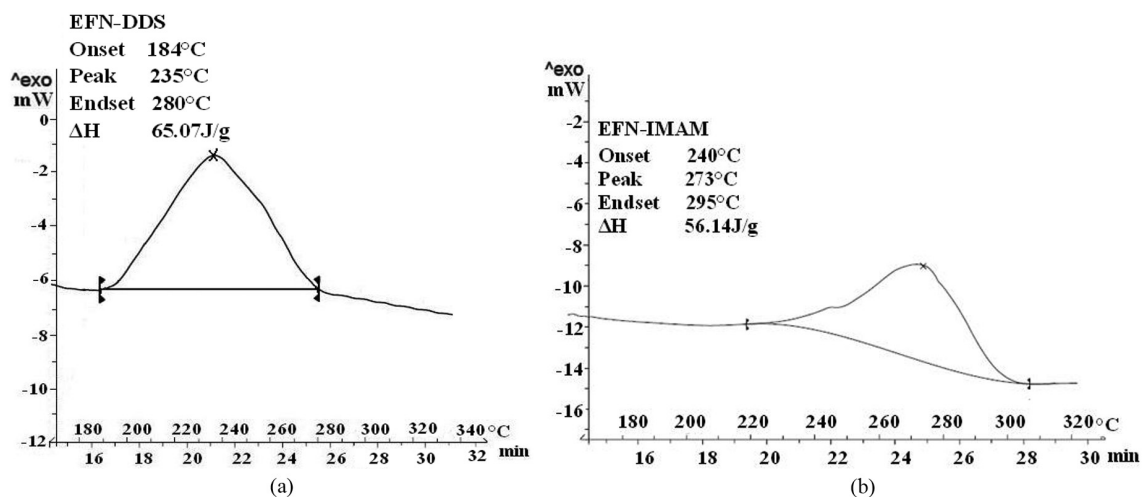 EFN-DDS
Onset 184°C
Peak 235°C
Endset 280°C
ΔH 65.07J/g
^exo
mW
0
-2
-4
-6
-8
-10
-12
180 200 220 240 260 280 300 320 340 °C
16 18 20 21 22 24 26 28 30 32 min
(a)
^exo
mW
-2
-4
-6
-8
-10
-12
-14
-16
EFN-IMAM
Onset 240°C
Peak 273°C
Endset 295°C
ΔH 56.14J/g
180 200 220 240 260 280 300 320 °C
16 18 20 22 24 26 28 30 min
(b)